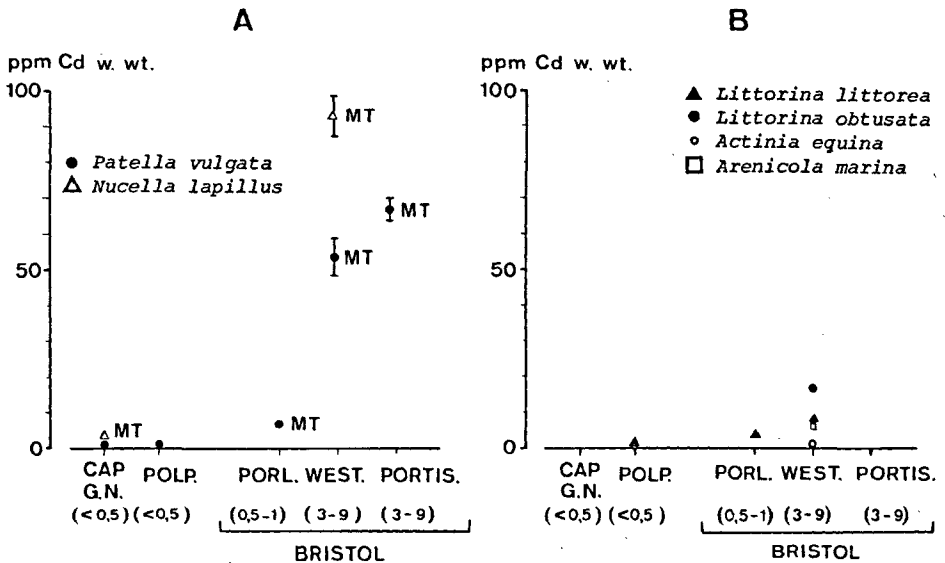 A
ppm Cd w. wt.
100
50
0
● Patella vulgata
△ Nucella lapillus
MT
MT
MT
MT
MT
CAP G.N.
POLP.
PORL.
WEST.
PORTIS.
(<0,5)
(<0,5)
(0,5-1)
(3-9)
(3-9)
BRISTOL
B
ppm Cd w. wt.
100
50
0
▲ Littorina littorea
● Littorina obtusata
○ Actinia equina
□ Arenicola marina
CAP G.N.
POLP.
PORL.
WEST.
PORTIS.
(<0,5)
(<0,5)
(0,5-1)
(3-9)
(3-9)
BRISTOL